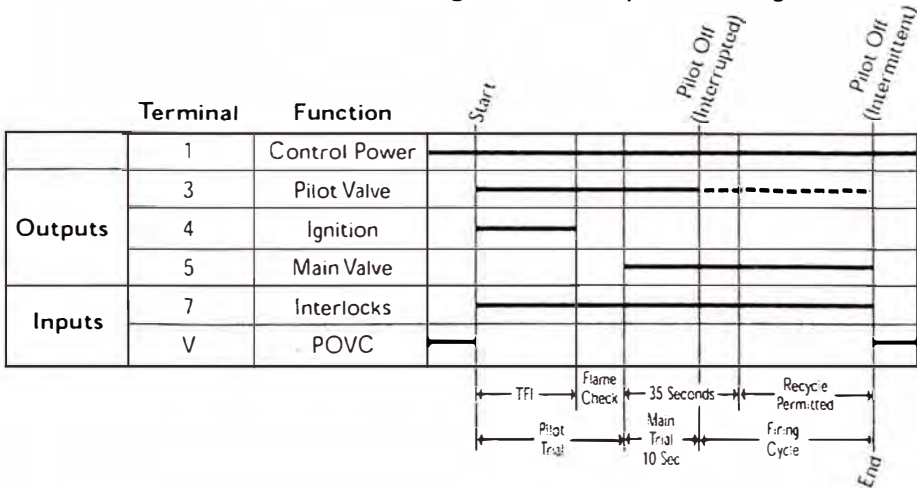 Start
Pilot Off
(Interrupted)
Pilot Off
(Intermittent)
Terminal Function
1 Control Power
Outputs
3 Pilot Valve
4 Ignition
5 Main Valve
Inputs
7 Interlocks
V POVC
TFI
Flame
Check
35 Seconds
Recycle
Permitted
Pilot
Trial
Main
Trial
10 Sec
Firing
Cycle
End